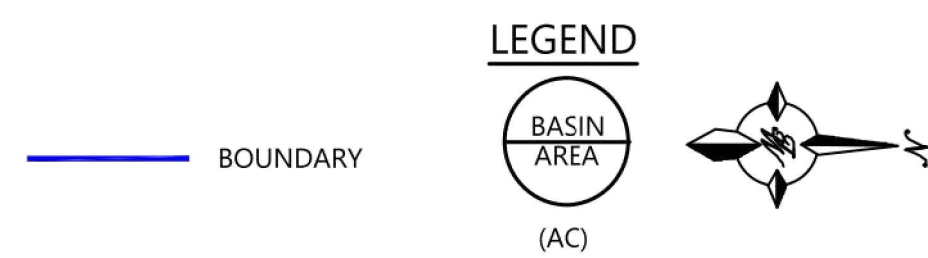 LEGEND
BOUNDARY
BASIN
AREA
(AC)
N